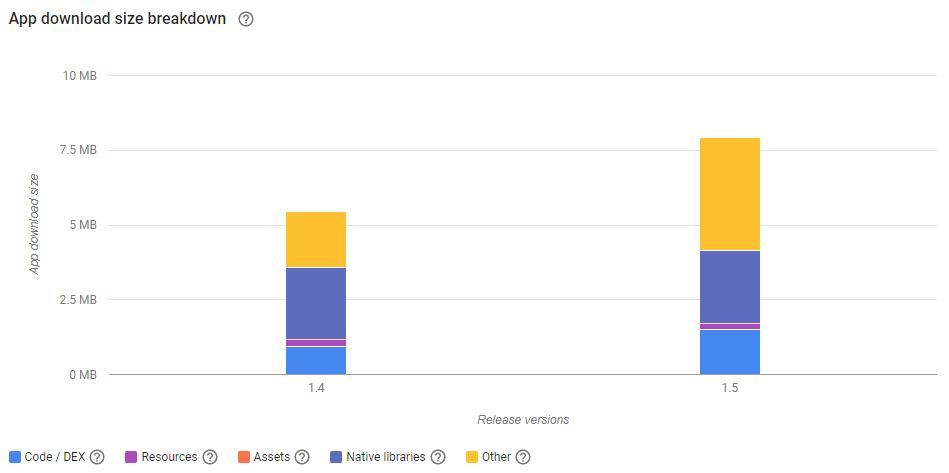 App download size breakdown ?
10 MB
7.5 MB
5 MB
2.5 MB
0 MB
App download size
1.4 1.5
Release versions
Code / DEX ? Resources ? Assets ? Native libraries ? Other ?